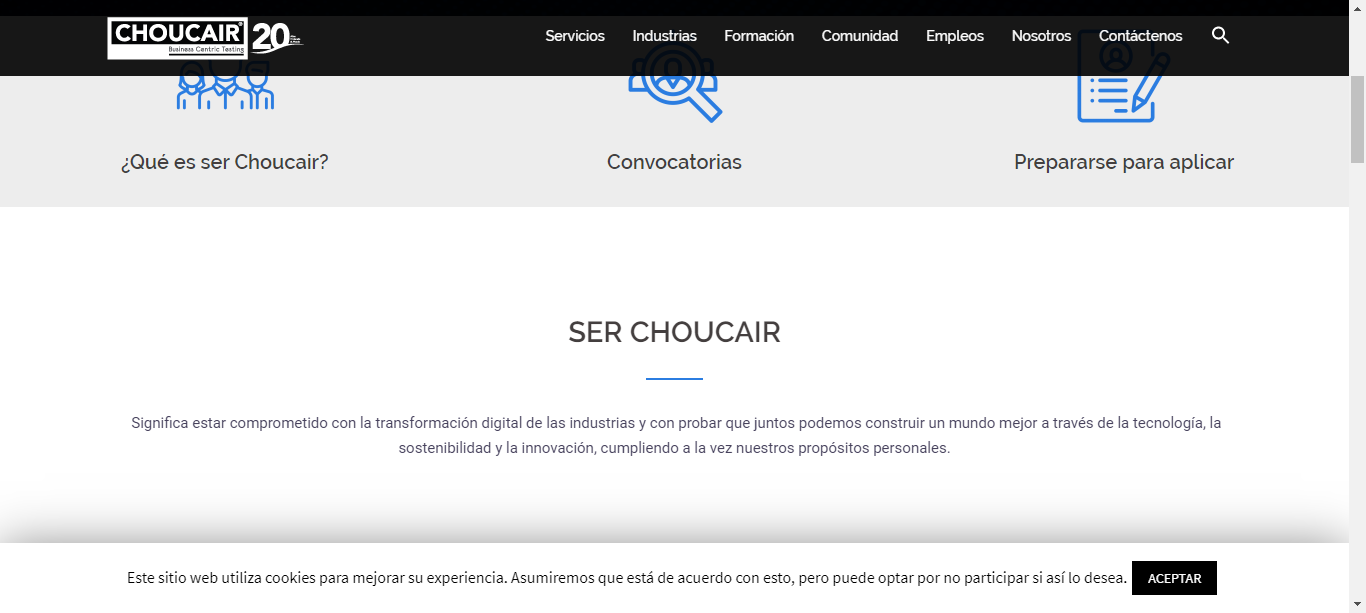 CHOUCAIR®
Business Centric Testing
20
Servicios
Industrias
Formación
Comunidad
Empleos
Nosotros
Contáctenos
¿Qué es ser Choucair?
Convocatorias
Prepararse para aplicar
SER CHOUCAIR
Significa estar comprometido con la transformación digital de las industrias y con probar que juntos podemos construir un mundo mejor a través de la tecnología, la
sostenibilidad y la innovación, cumpliendo a la vez nuestros propósitos personales.
Este sitio web utiliza cookies para mejorar su experiencia. Asumiremos que está de acuerdo con esto, pero puede optar por no participar si así lo desea.
ACEPTAR